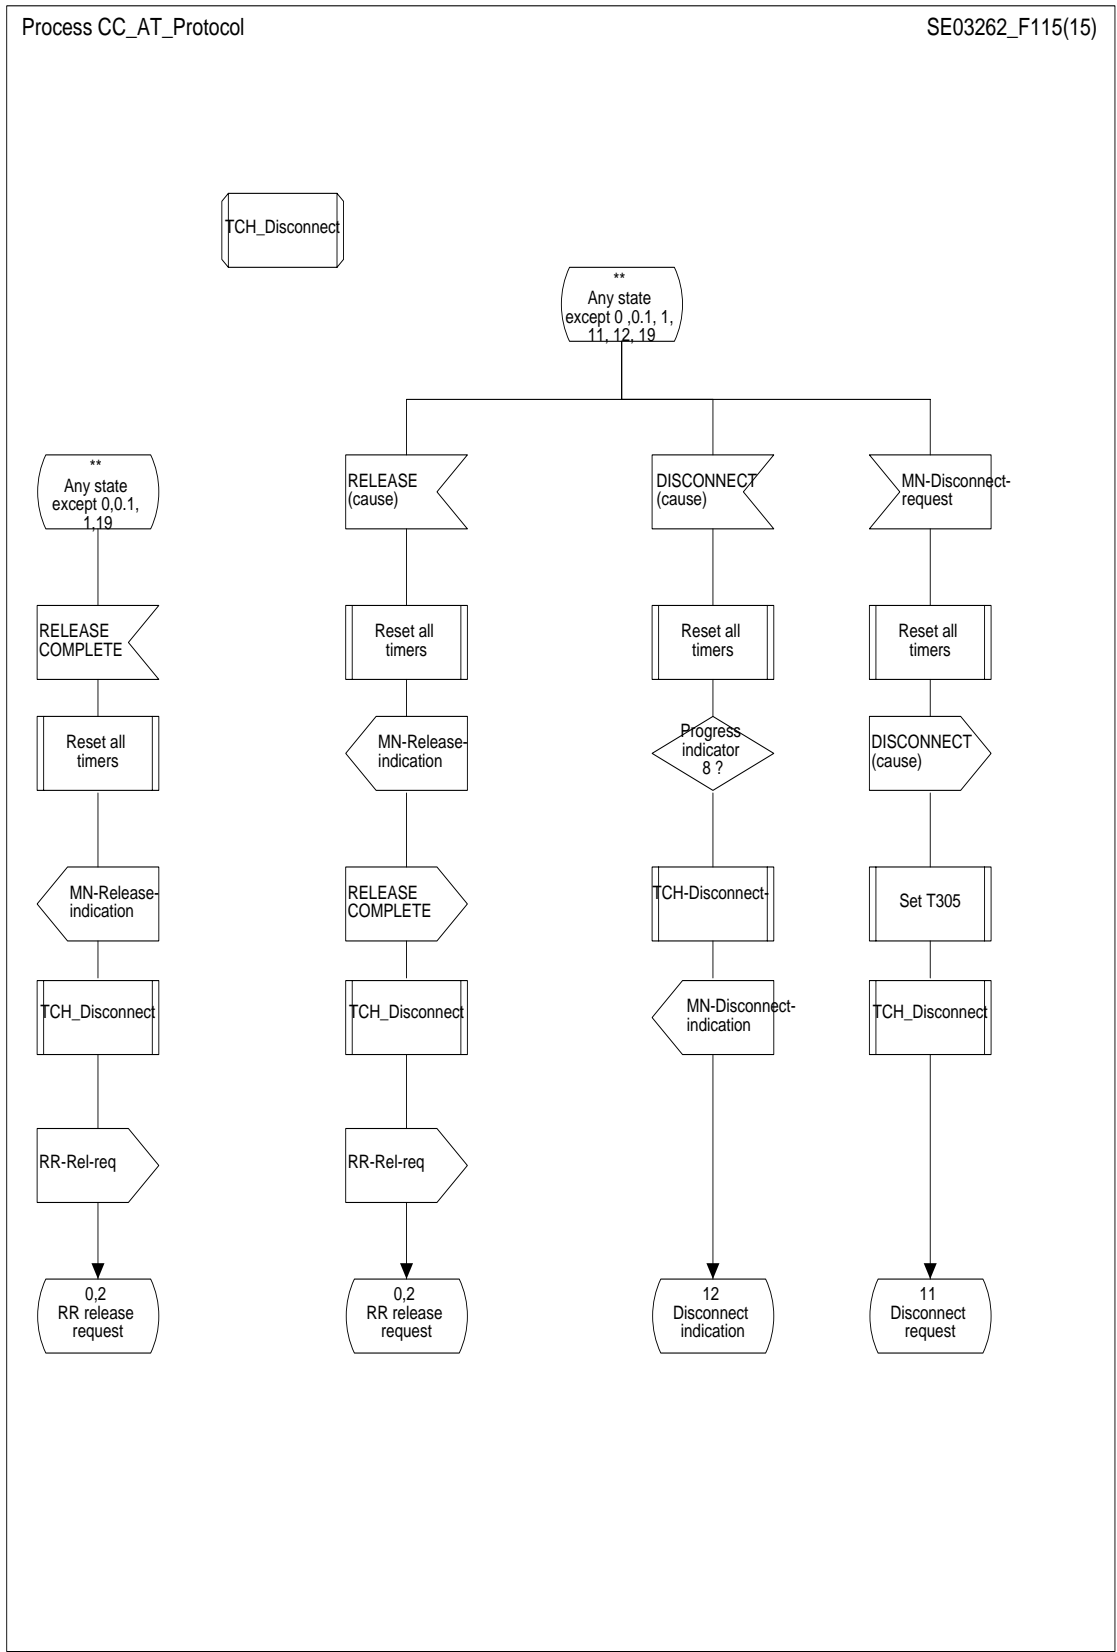 Process CC_AT_Protocol
SE03262_F115(15)
TCH_Disconnect
**
Any state
except 0 ,0.1, 1,
11, 12, 19
**
Any state
except 0,0.1,
1,19
RELEASE
COMPLETE
Reset all
timers
MN-Release-
indication
TCH_Disconnect
RR-Rel-req
0,2
RR release
request
RELEASE
(cause)
Reset all
timers
MN-Release-
indication
RELEASE
COMPLETE
TCH_Disconnect
RR-Rel-req
0,2
RR release
request
DISCONNECT
(cause)
Reset all
timers
Progress
indicator
8 ?
TCH-Disconnect-
MN-Disconnect-
indication
12
Disconnect
indication
MN-Disconnect-
request
Reset all
timers
DISCONNECT
(cause)
Set T305
TCH_Disconnect
11
Disconnect
request